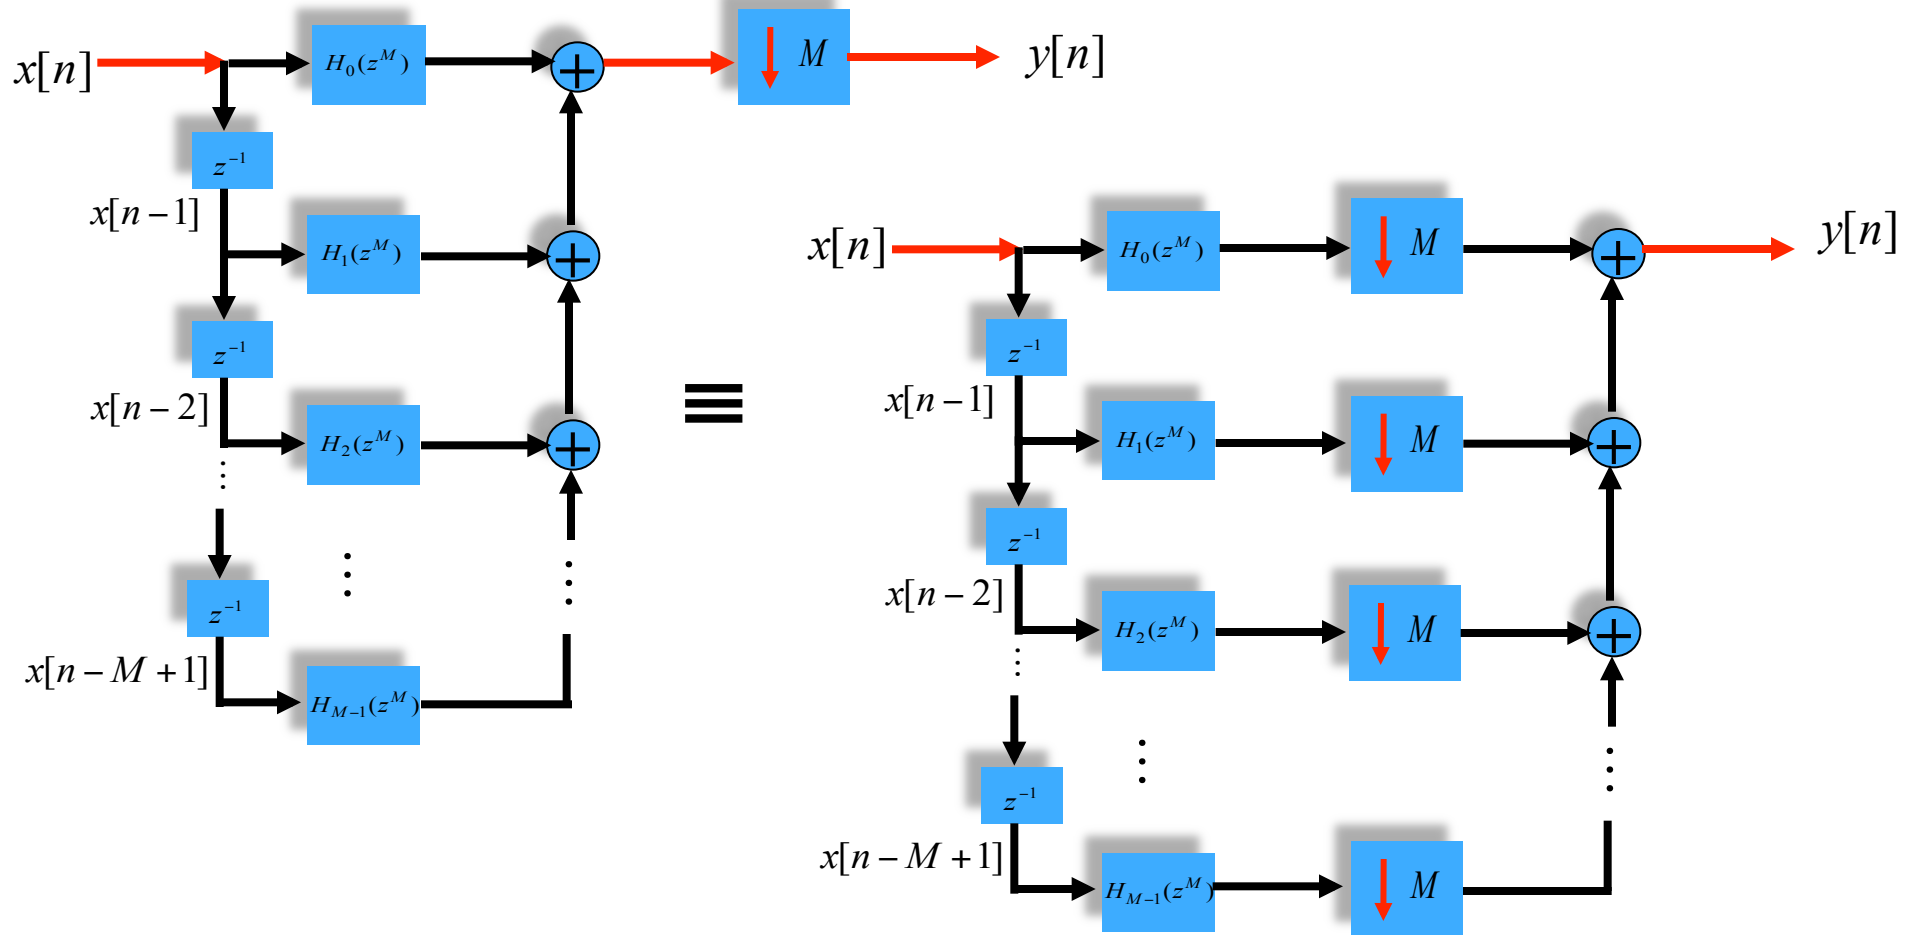 x[n]
H₀(z^M)
+
↓ M
y[n]
z⁻¹
x[n−1]
H₁(z^M)
+
z⁻¹
x[n−2]
H₂(z^M)
+
⋮
z⁻¹
⋮
⋮
x[n−M+1]
H_{M−1}(z^M)
≡
x[n]
H₀(z^M)
↓ M
+
y[n]
z⁻¹
x[n−1]
H₁(z^M)
↓ M
+
z⁻¹
x[n−2]
H₂(z^M)
↓ M
+
⋮
z⁻¹
⋮
⋮
x[n−M+1]
H_{M−1}(z^M)
↓ M